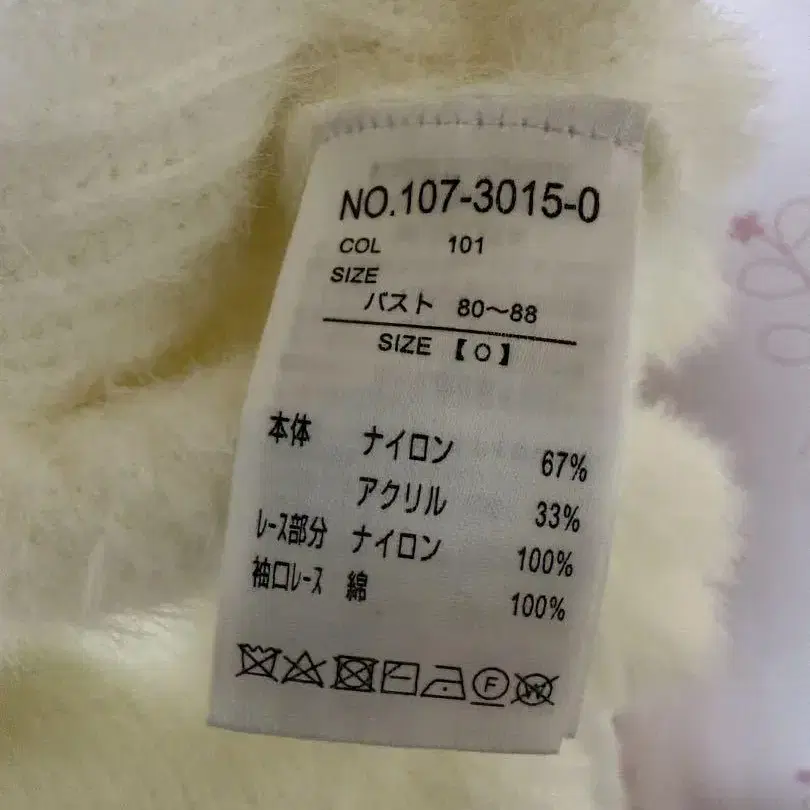 NO.107-3015-0
COL 101
SIZE
バスト 80～88
SIZE 【O】
本体 ナイロン 67%
アクリル 33%
レース部分 ナイロン 100%
袖口レース 綿 100%
F W